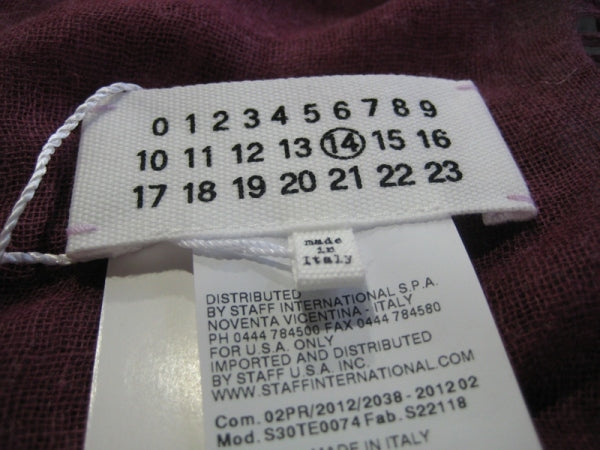 0 1 2 3 4 5 6 7 8 9
10 11 12 13 14 15 16
17 18 19 20 21 22 23
made
in
Italy
DISTRIBUTED
BY STAFF INTERNATIONAL S.P.A.
NOVENTA VICENTINA - ITALY
PH 0444 784500 FAX 0444 784580
FOR U.S.A. ONLY
IMPORTED AND DISTRIBUTED
BY STAFF U.S.A. INC.
WWW.STAFFINTERNATIONAL.COM
Com. 02PR/2012/2038 - 2012 02
Mod. S30TE0074 Fab. S22118
MADE IN ITALY